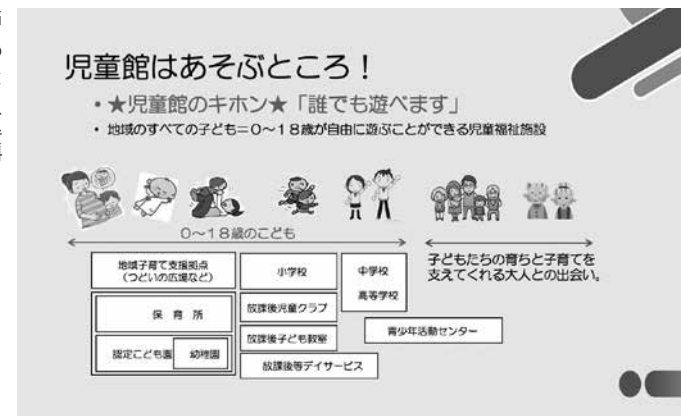 児童館はあそぶところ！
・★児童館のキホン★「誰でも遊べます」
・ 地域のすべての子ども＝０～１８歳が自由に遊ぶことができる児童福祉施設
０～１８歳のこども
子どもたちの育ちと子育てを
支えてくれる大人との出会い。
地域子育て支援拠点
（つどいの広場など）
小学校
中学校
高等学校
保 育 所
放課後児童クラブ
放課後子ども教室
青少年活動センター
認定こども園
幼稚園
放課後等デイサービス